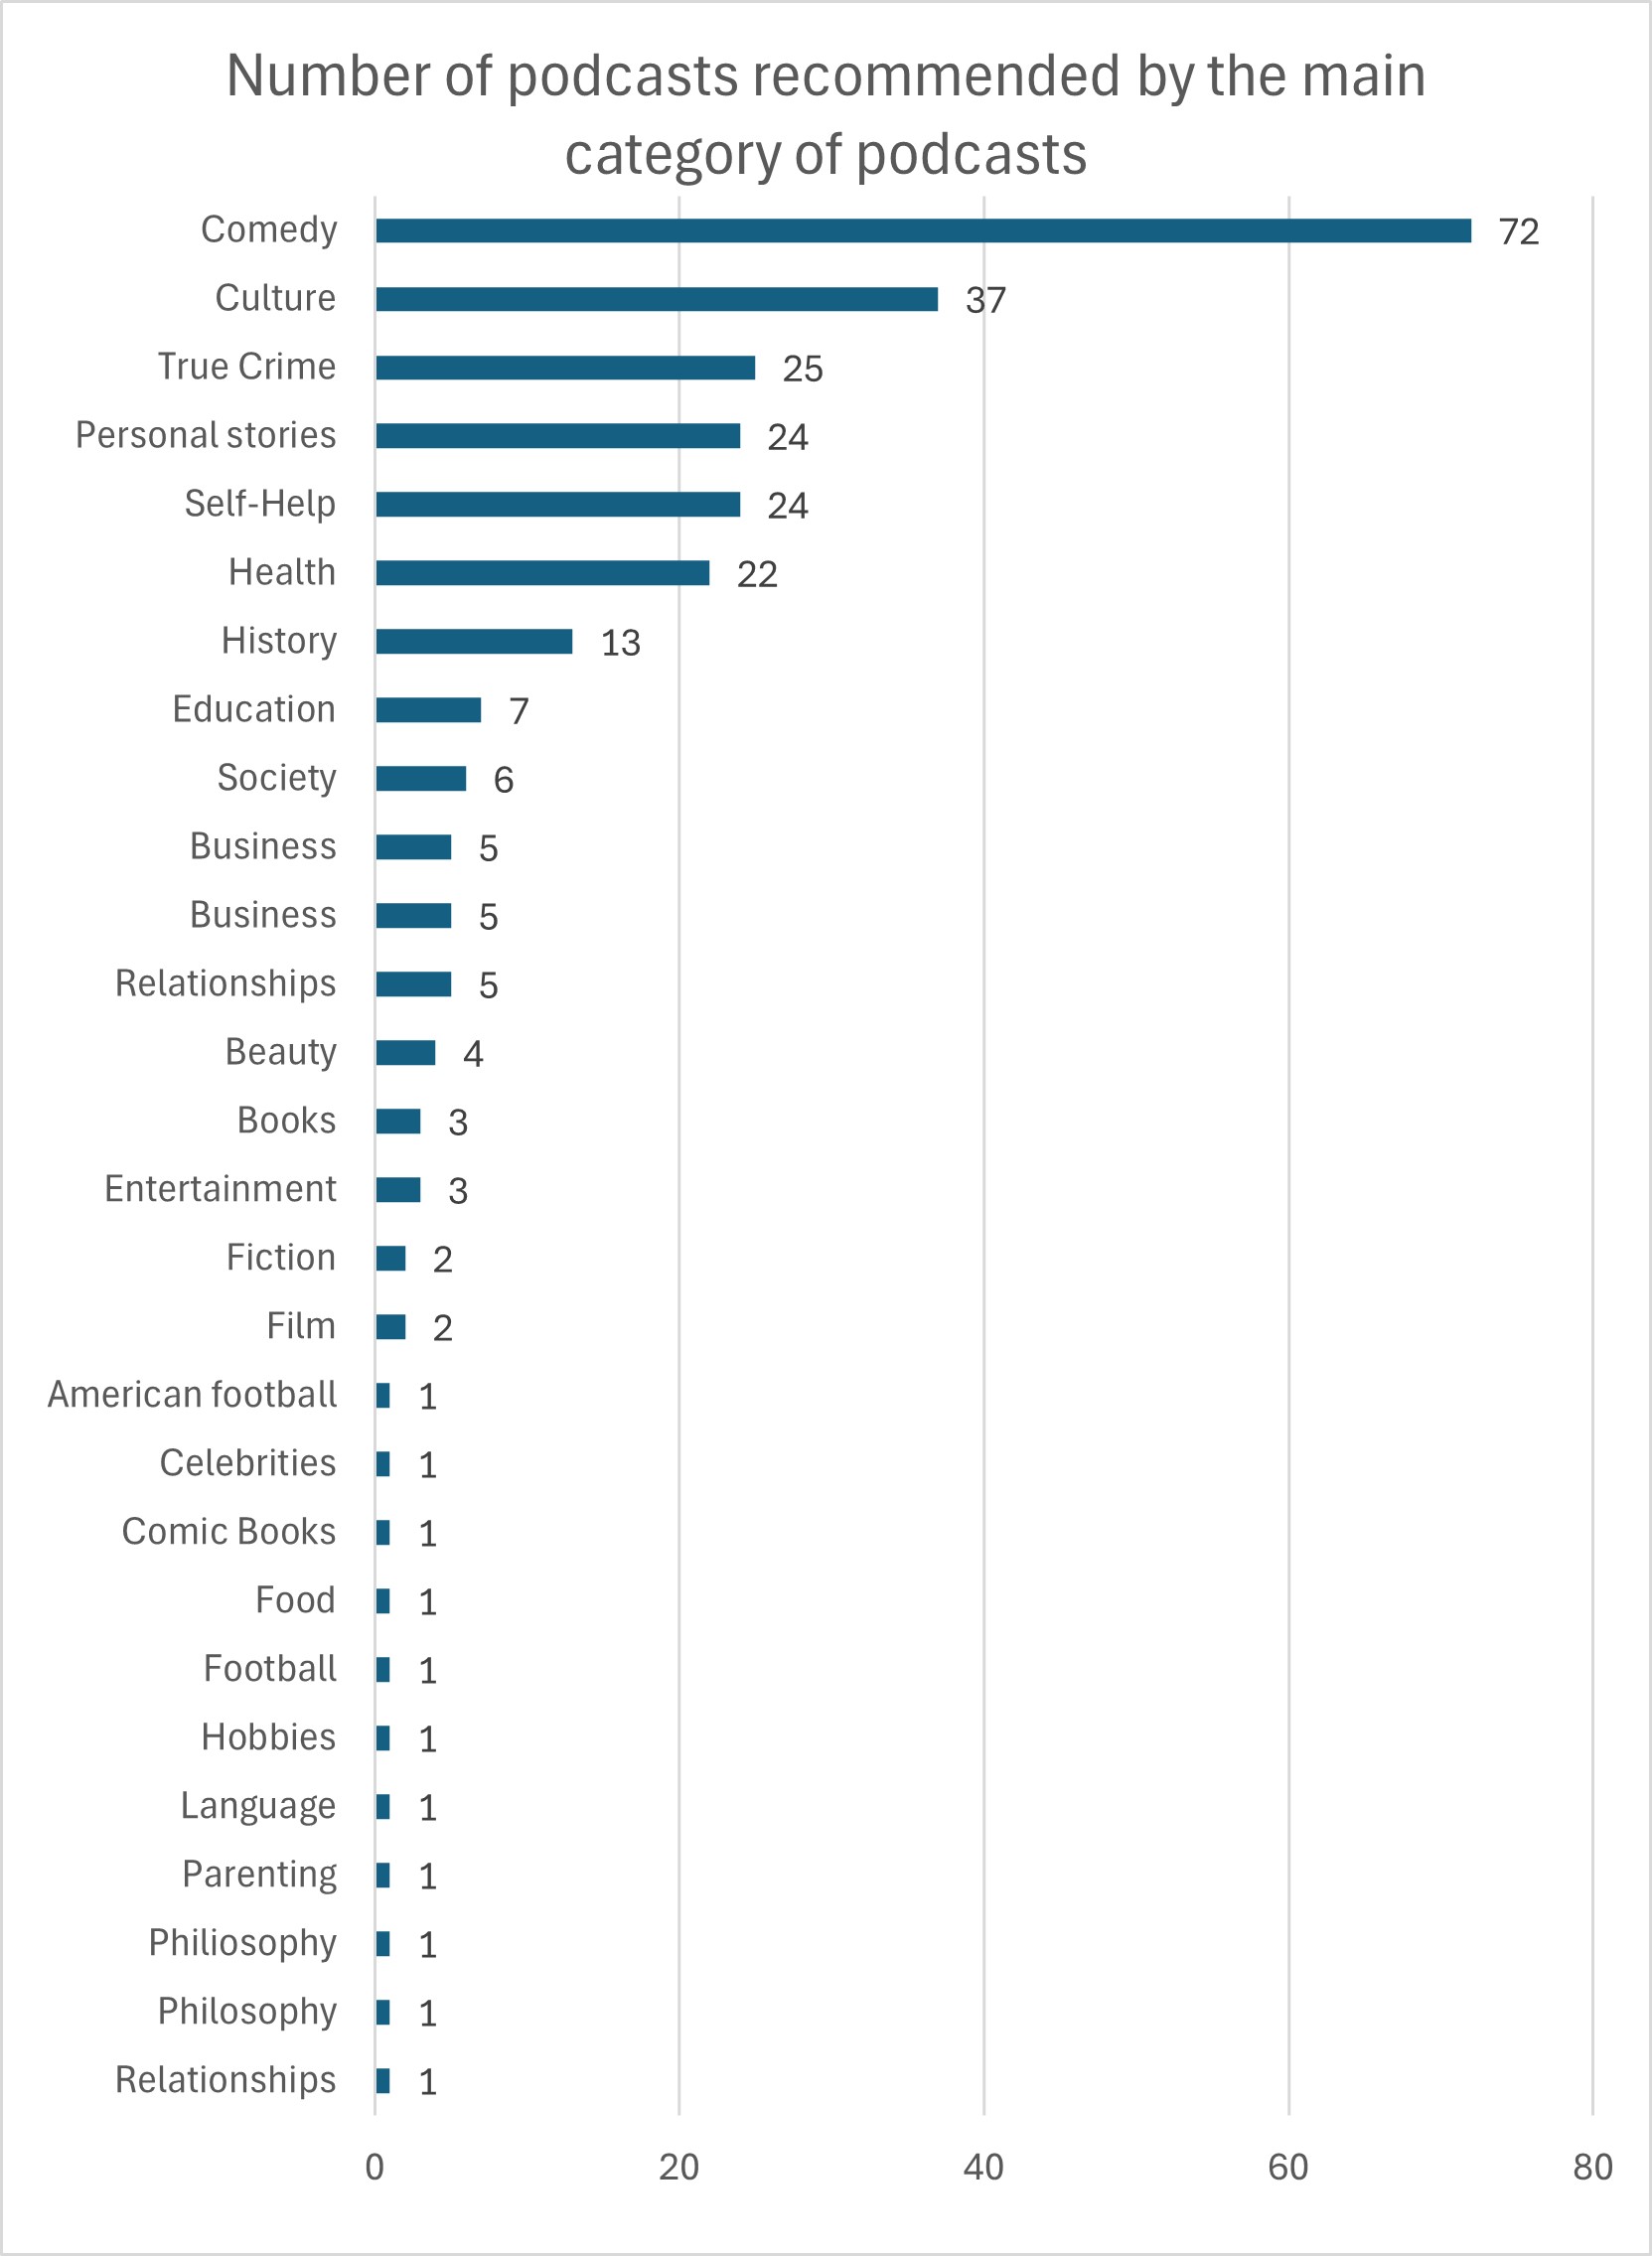 Number of podcasts recommended by the main
category of podcasts
Comedy 72
Culture 37
True Crime 25
Personal stories 24
Self-Help 24
Health 22
History 13
Education 7
Society 6
Business 5
Business 5
Relationships 5
Beauty 4
Books 3
Entertainment 3
Fiction 2
Film 2
American football 1
Celebrities 1
Comic Books 1
Food 1
Football 1
Hobbies 1
Language 1
Parenting 1
Philiosophy 1
Philosophy 1
Relationships 1
0 20 40 60 80